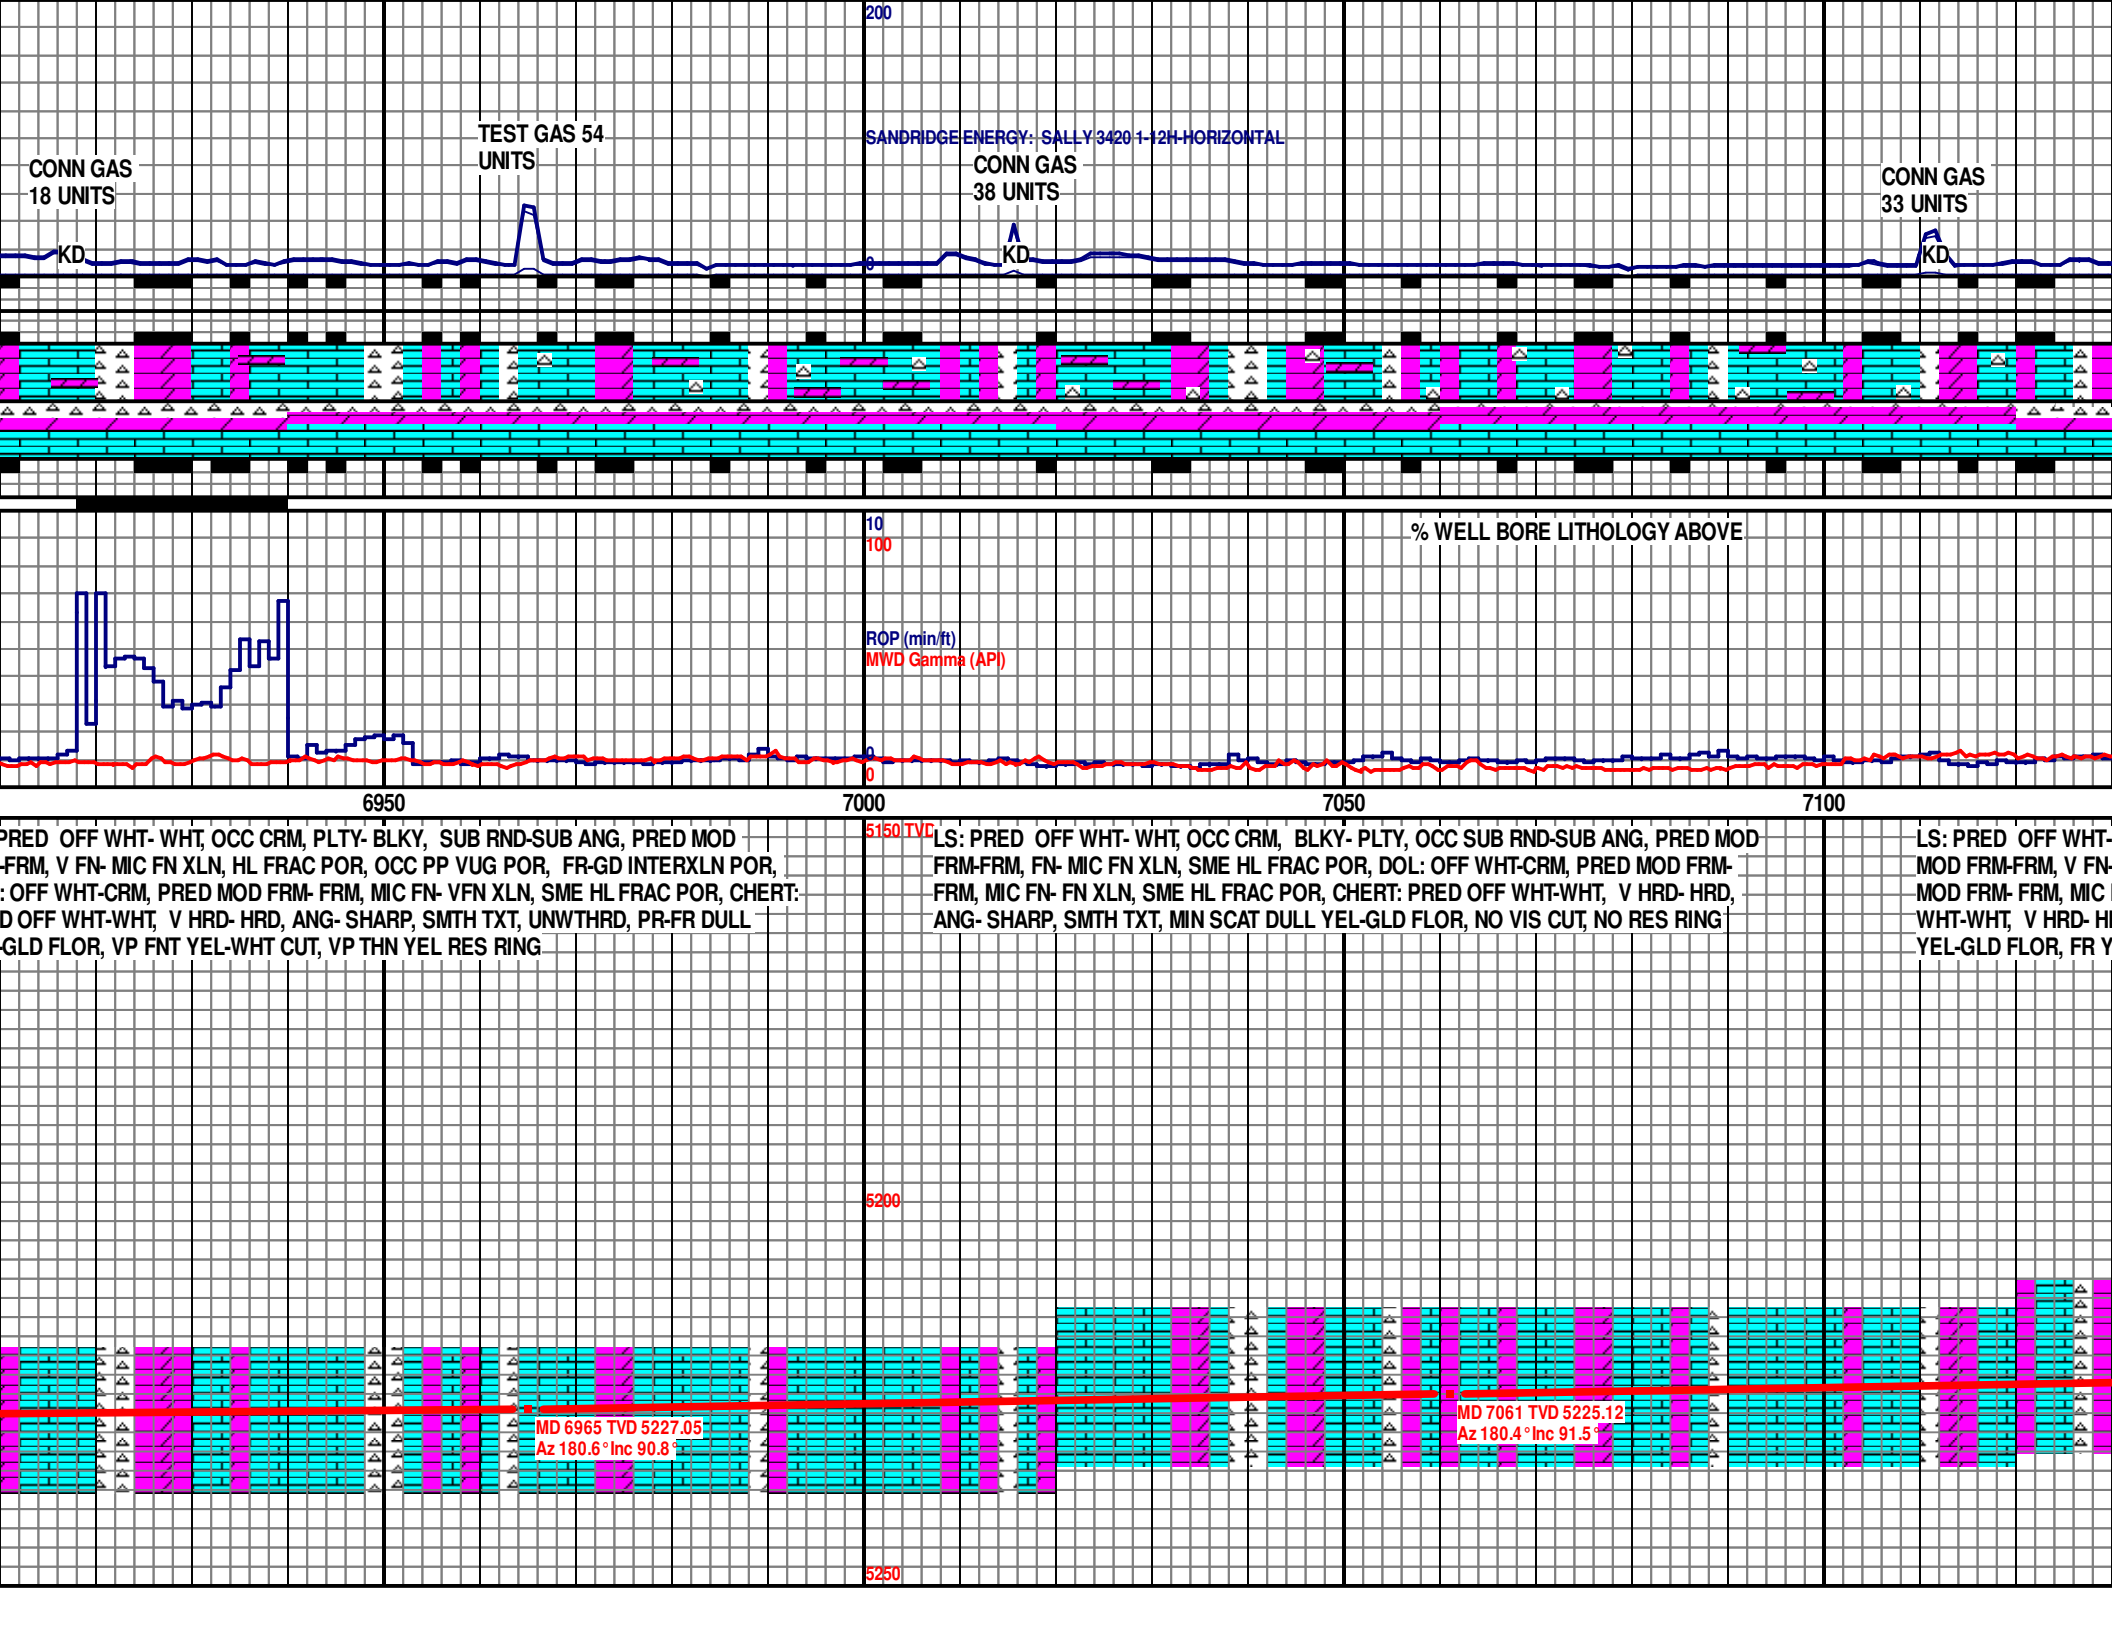 200
TEST GAS 54
UNITS
SANDRIDGE ENERGY: SALLY 3420 1-12H-HORIZONTAL
CONN GAS
18 UNITS
CONN GAS
38 UNITS
CONN GAS
33 UNITS
KD
KD
KD
0
10
100
% WELL BORE LITHOLOGY ABOVE
ROP (min/ft)
MWD Gamma (API)
0
0
6950
7000
7050
7100
5150 TVD
PRED OFF WHT- WHT, OCC CRM, PLTY- BLKY, SUB RND-SUB ANG, PRED MOD
-FRM, V FN- MIC FN XLN, HL FRAC POR, OCC PP VUG POR, FR-GD INTERXLN POR,
: OFF WHT-CRM, PRED MOD FRM- FRM, MIC FN- VFN XLN, SME HL FRAC POR, CHERT:
D OFF WHT-WHT, V HRD- HRD, ANG- SHARP, SMTH TXT, UNWTHRD, PR-FR DULL
-GLD FLOR, VP FNT YEL-WHT CUT, VP THN YEL RES RING
LS: PRED OFF WHT- WHT, OCC CRM, BLKY- PLTY, OCC SUB RND-SUB ANG, PRED MOD
FRM-FRM, FN- MIC FN XLN, SME HL FRAC POR, DOL: OFF WHT-CRM, PRED MOD FRM-
FRM, MIC FN- FN XLN, SME HL FRAC POR, CHERT: PRED OFF WHT-WHT, V HRD- HRD,
ANG- SHARP, SMTH TXT, MIN SCAT DULL YEL-GLD FLOR, NO VIS CUT, NO RES RING
LS: PRED OFF WHT-
MOD FRM-FRM, V FN-
MOD FRM- FRM, MIC
WHT-WHT, V HRD- H
YEL-GLD FLOR, FR Y
5200
MD 6965 TVD 5227.05
Az 180.6° Inc 90.8°
MD 7061 TVD 5225.12
Az 180.4° Inc 91.5°
5250